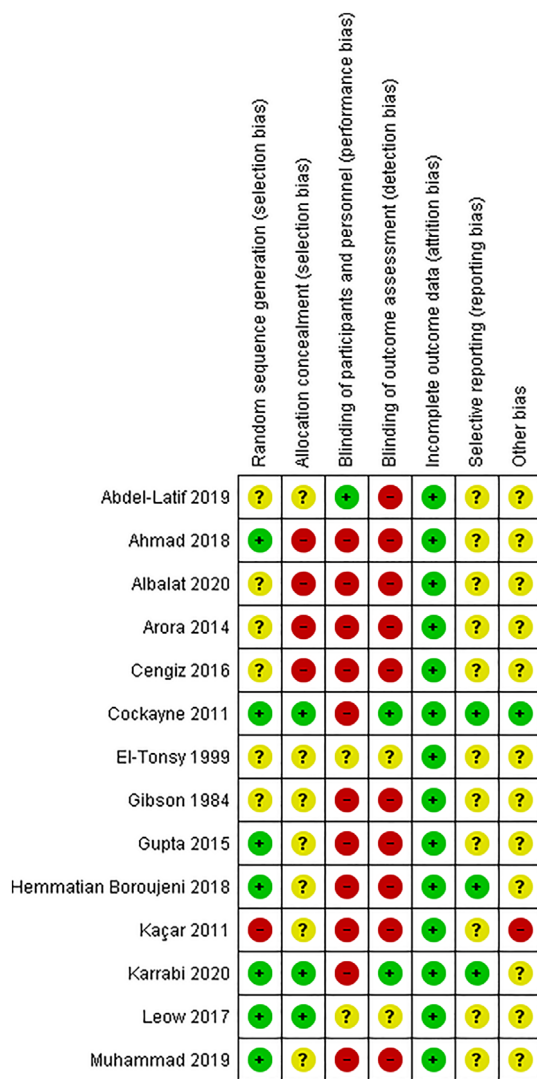 Random sequence generation (selection bias)
Allocation concealment (selection bias)
Blinding of participants and personnel (performance bias)
Blinding of outcome assessment (detection bias)
Incomplete outcome data (attrition bias)
Selective reporting (reporting bias)
Other bias
Abdel-Latif 2019 ? ? + - + ? ?
Ahmad 2018 + - - - + ? ?
Albalat 2020 ? - - - + ? ?
Arora 2014 ? - - - + ? ?
Cengiz 2016 ? - - - + ? ?
Cockayne 2011 + + - + + + +
El-Tonsy 1999 ? ? ? ? + ? ?
Gibson 1984 ? ? - - + ? ?
Gupta 2015 + ? - - + ? ?
Hemmatian Boroujeni 2018 + ? - - + + ?
Kaçar 2011 - ? - - + ? -
Karrabi 2020 + + - + + + ?
Leow 2017 + + ? ? + ? ?
Muhammad 2019 + ? - - + ? ?